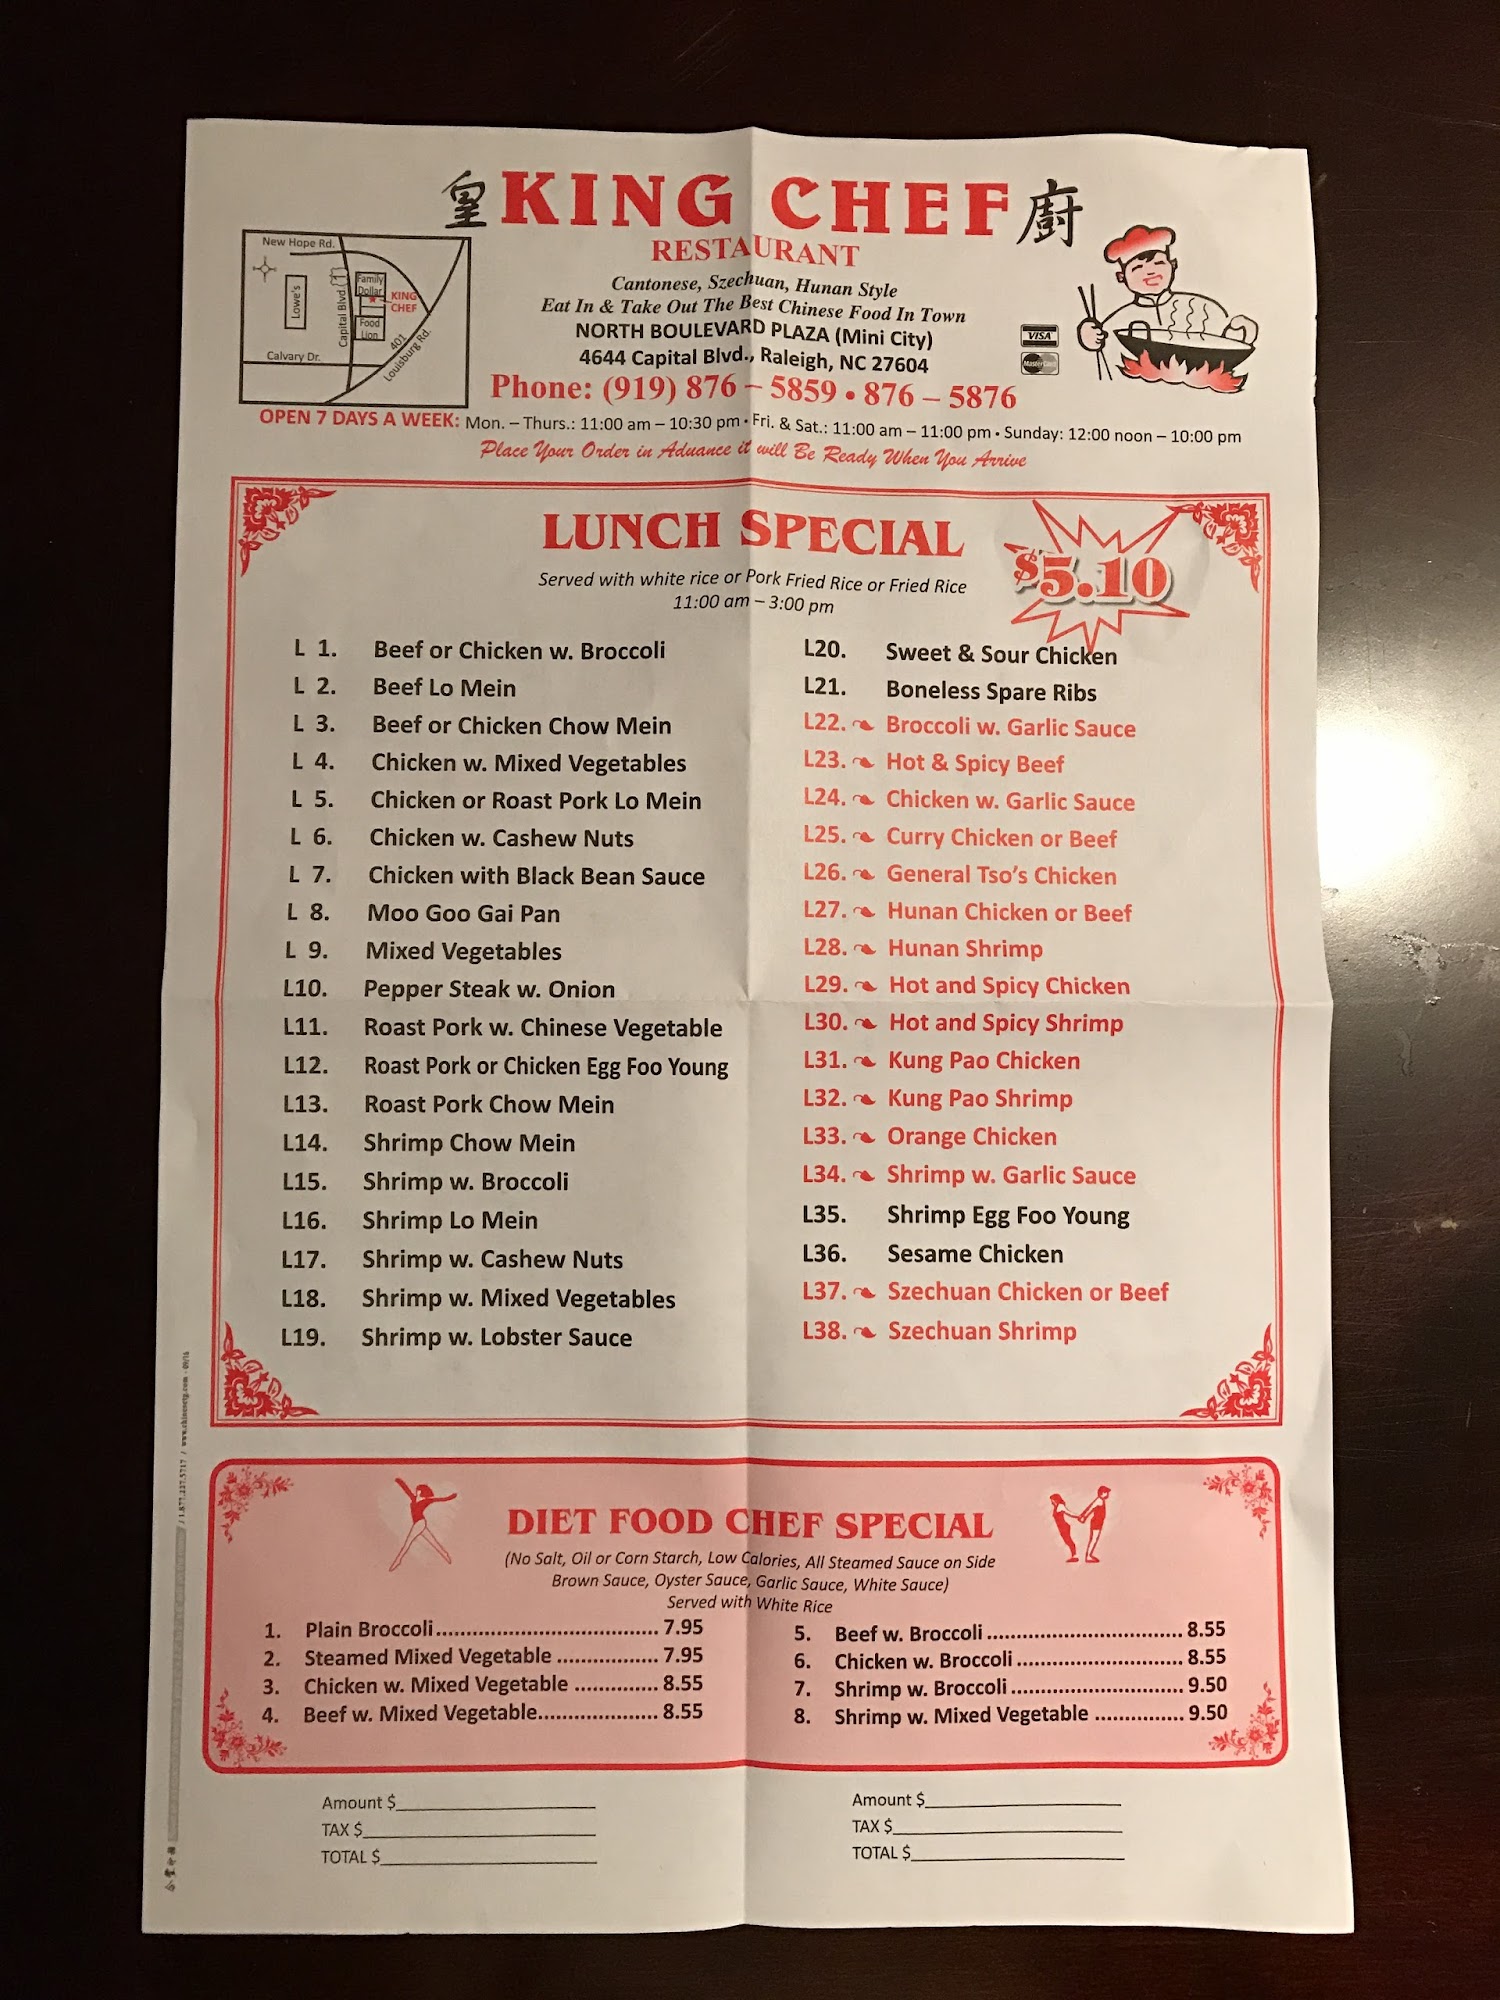 皇 KING CHEF 廚
RESTAURANT
Cantonese, Szechuan, Hunan Style
Eat In & Take Out The Best Chinese Food In Town
NORTH BOULEVARD PLAZA (Mini City)
4644 Capital Blvd., Raleigh, NC 27604
Phone: (919) 876 – 5859 • 876 – 5876
New Hope Rd.
Lowe's
Capital Blvd.
1
Family
Dollar
KING
CHEF
Food
Lion
401
Louisburg Rd.
Calvary Dr.
VISA
MasterCard
OPEN 7 DAYS A WEEK: Mon. – Thurs.: 11:00 am – 10:30 pm • Fri. & Sat.: 11:00 am – 11:00 pm • Sunday: 12:00 noon – 10:00 pm
Place Your Order in Advance it will Be Ready When You Arrive
LUNCH SPECIAL
$5.10
Served with white rice or Pork Fried Rice or Fried Rice
11:00 am – 3:00 pm
L 1. Beef or Chicken w. Broccoli
L 2. Beef Lo Mein
L 3. Beef or Chicken Chow Mein
L 4. Chicken w. Mixed Vegetables
L 5. Chicken or Roast Pork Lo Mein
L 6. Chicken w. Cashew Nuts
L 7. Chicken with Black Bean Sauce
L 8. Moo Goo Gai Pan
L 9. Mixed Vegetables
L10. Pepper Steak w. Onion
L11. Roast Pork w. Chinese Vegetable
L12. Roast Pork or Chicken Egg Foo Young
L13. Roast Pork Chow Mein
L14. Shrimp Chow Mein
L15. Shrimp w. Broccoli
L16. Shrimp Lo Mein
L17. Shrimp w. Cashew Nuts
L18. Shrimp w. Mixed Vegetables
L19. Shrimp w. Lobster Sauce
L20. Sweet & Sour Chicken
L21. Boneless Spare Ribs
L22. Broccoli w. Garlic Sauce
L23. Hot & Spicy Beef
L24. Chicken w. Garlic Sauce
L25. Curry Chicken or Beef
L26. General Tso's Chicken
L27. Hunan Chicken or Beef
L28. Hunan Shrimp
L29. Hot and Spicy Chicken
L30. Hot and Spicy Shrimp
L31. Kung Pao Chicken
L32. Kung Pao Shrimp
L33. Orange Chicken
L34. Shrimp w. Garlic Sauce
L35. Shrimp Egg Foo Young
L36. Sesame Chicken
L37. Szechuan Chicken or Beef
L38. Szechuan Shrimp
DIET FOOD CHEF SPECIAL
(No Salt, Oil or Corn Starch, Low Calories, All Steamed Sauce on Side
Brown Sauce, Oyster Sauce, Garlic Sauce, White Sauce)
Served with White Rice
1. Plain Broccoli 7.95
2. Steamed Mixed Vegetable 7.95
3. Chicken w. Mixed Vegetable 8.55
4. Beef w. Mixed Vegetable 8.55
5. Beef w. Broccoli 8.55
6. Chicken w. Broccoli 8.55
7. Shrimp w. Broccoli 9.50
8. Shrimp w. Mixed Vegetable 9.50
Amount $
TAX $
TOTAL $
Amount $
TAX $
TOTAL $
/ 1.877.237.5717 / www.chinesetg.com - 09/16